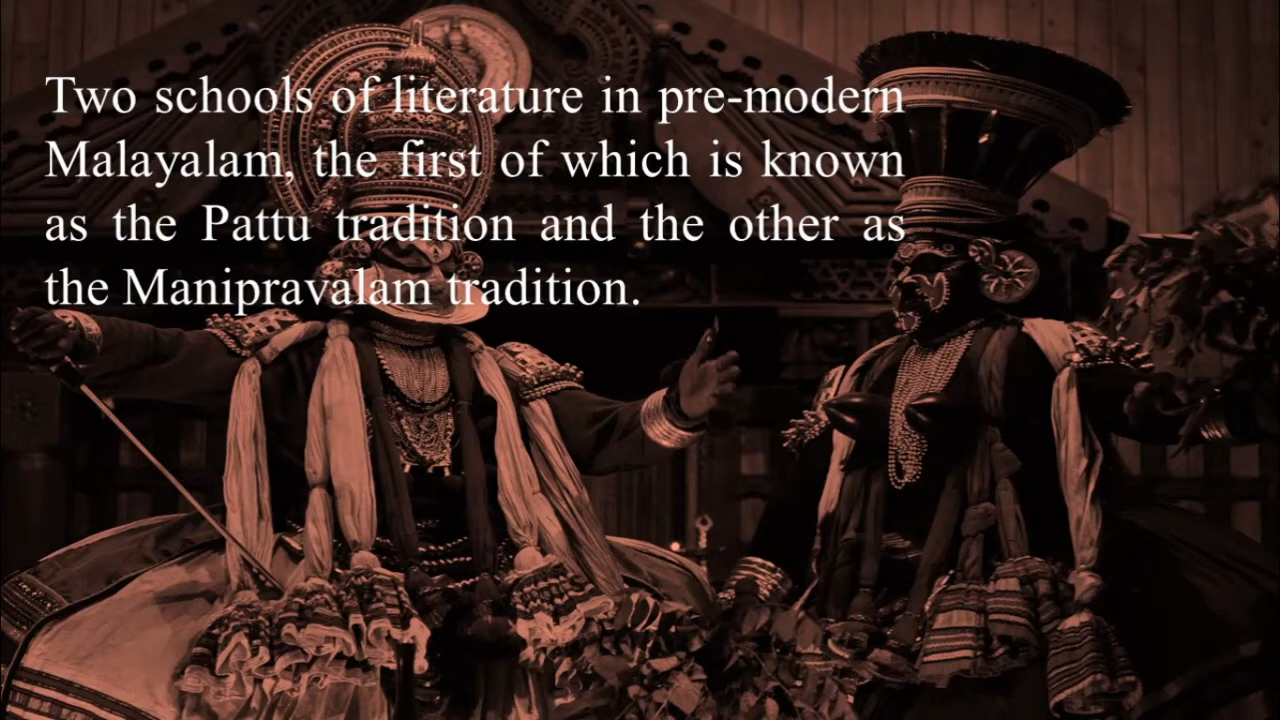 Two schools of literature in pre-modern
Malayalam, the first of which is known
as the Pattu tradition and the other as
the Manipravalam tradition.